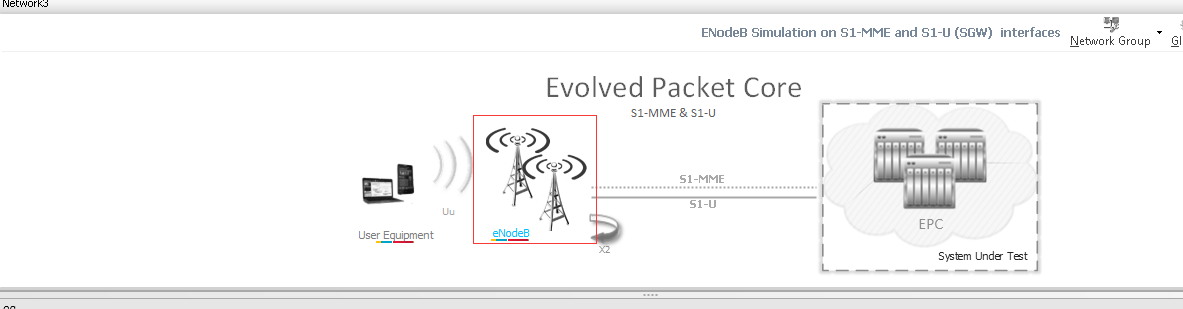 Network3
ENodeB Simulation on S1-MME and S1-U (SGW) interfaces
Network Group
Evolved Packet Core
S1-MME & S1-U
S1-MME
S1-U
Uu
EPC
User Equipment
eNodeB
X2
System Under Test